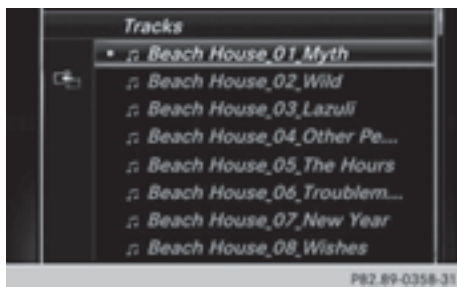 Tracks
Beach House_01_Myth
Beach House_02_Wild
Beach House_03_Lazuli
Beach House_04_Other Pe....
Beach House_05_The Hours
Beach House_06_Troublem....
Beach House_07_New Year
Beach House_08_Wishes
P82.89-0358-31